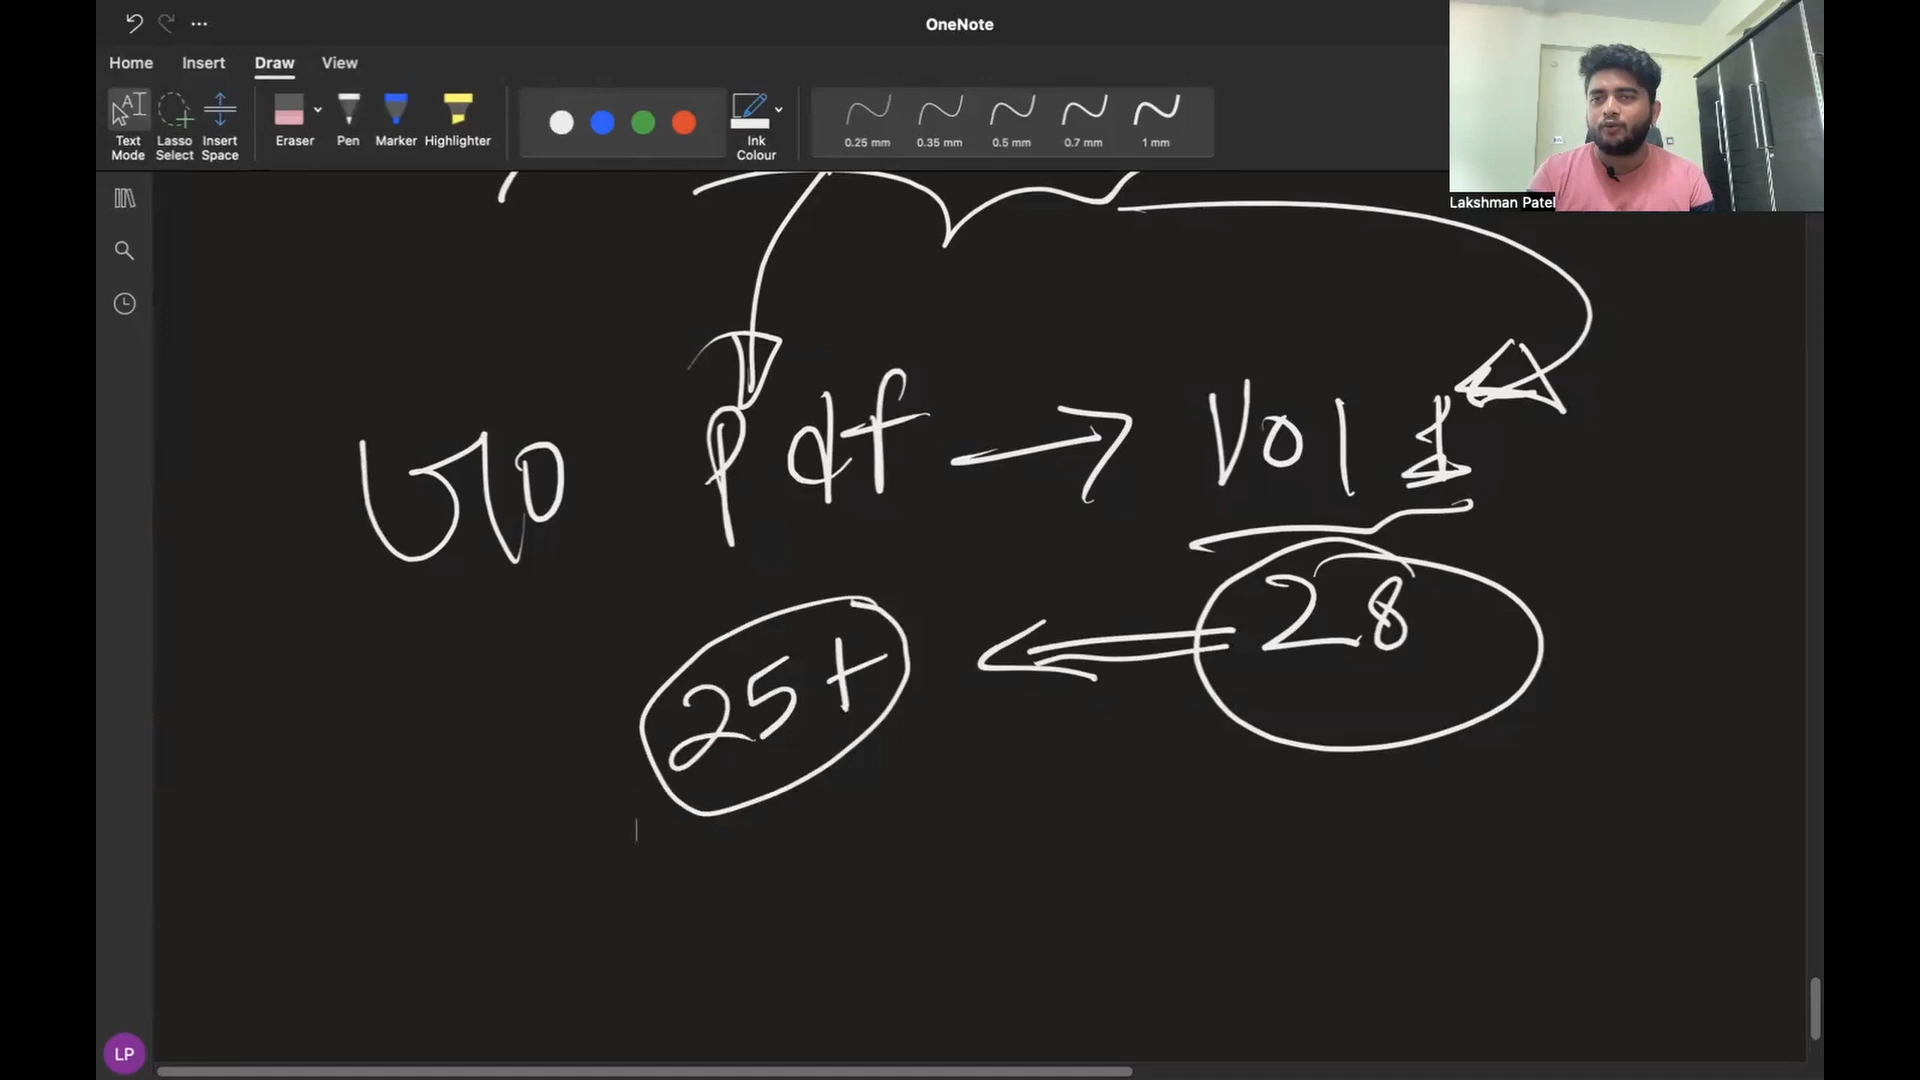 OneNote
Home Insert Draw View
Text Mode
Lasso Select
Insert Space
Eraser
Pen
Marker
Highlighter
Ink Colour
0.25 mm
0.35 mm
0.5 mm
0.7 mm
1 mm
Lakshman Patel
Pdf → Vol 1
28
25+
LP